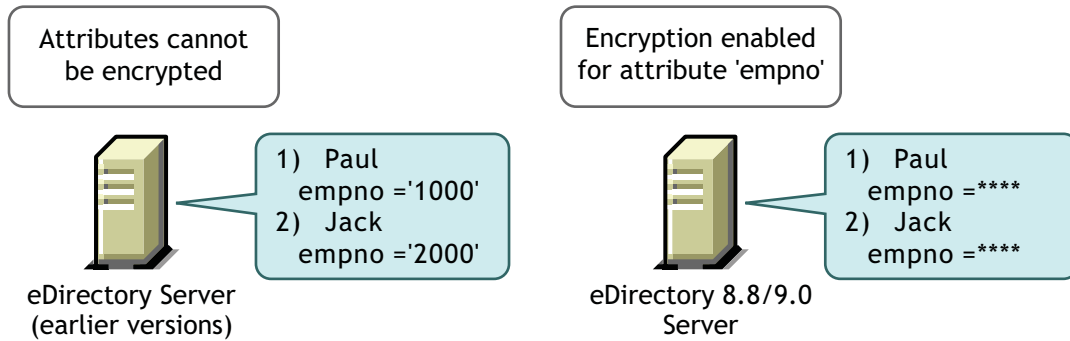 Attributes cannot
be encrypted
1) Paul
empno ='1000'
2) Jack
empno ='2000'
eDirectory Server
(earlier versions)
Encryption enabled
for attribute 'empno'
1) Paul
empno =****
2) Jack
empno =****
eDirectory 8.8/9.0
Server